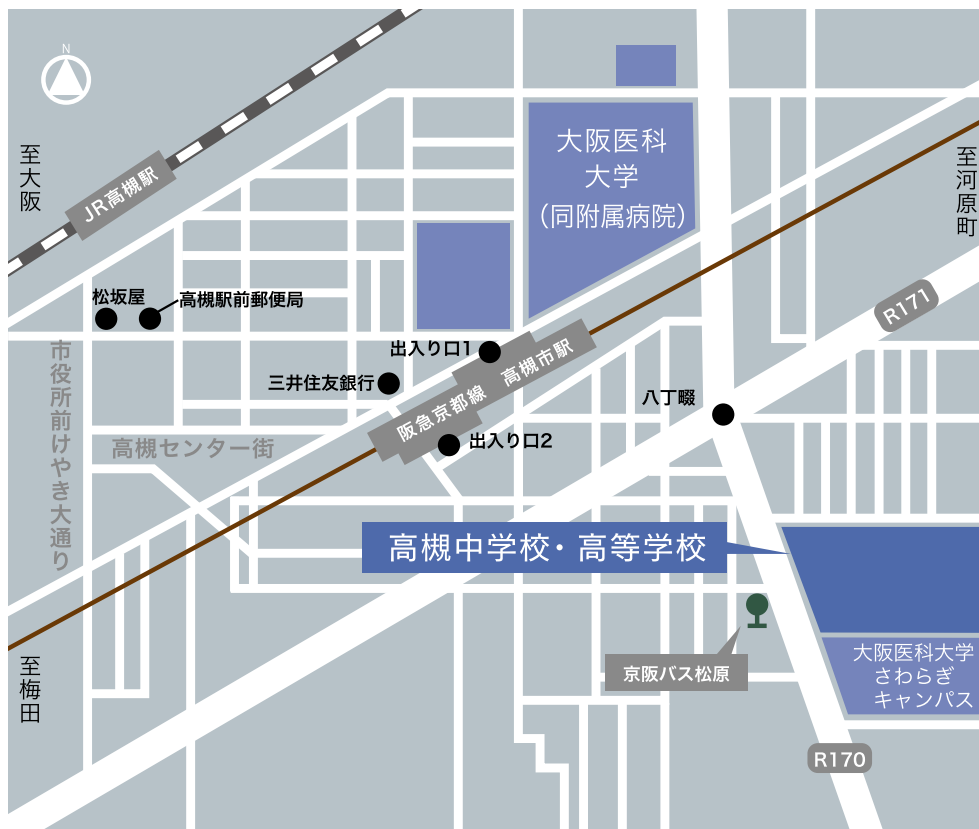 N
至大阪
JR高槻駅
大阪医科
大学
（同附属病院）
至河原町
松坂屋
高槻駅前郵便局
R171
市役所前けやき大通り
出入り口1
三井住友銀行
阪急京都線 高槻市駅
八丁畷
出入り口2
高槻センター街
高槻中学校・高等学校
京阪バス松原
大阪医科大学
さわらぎ
キャンパス
至梅田
R170